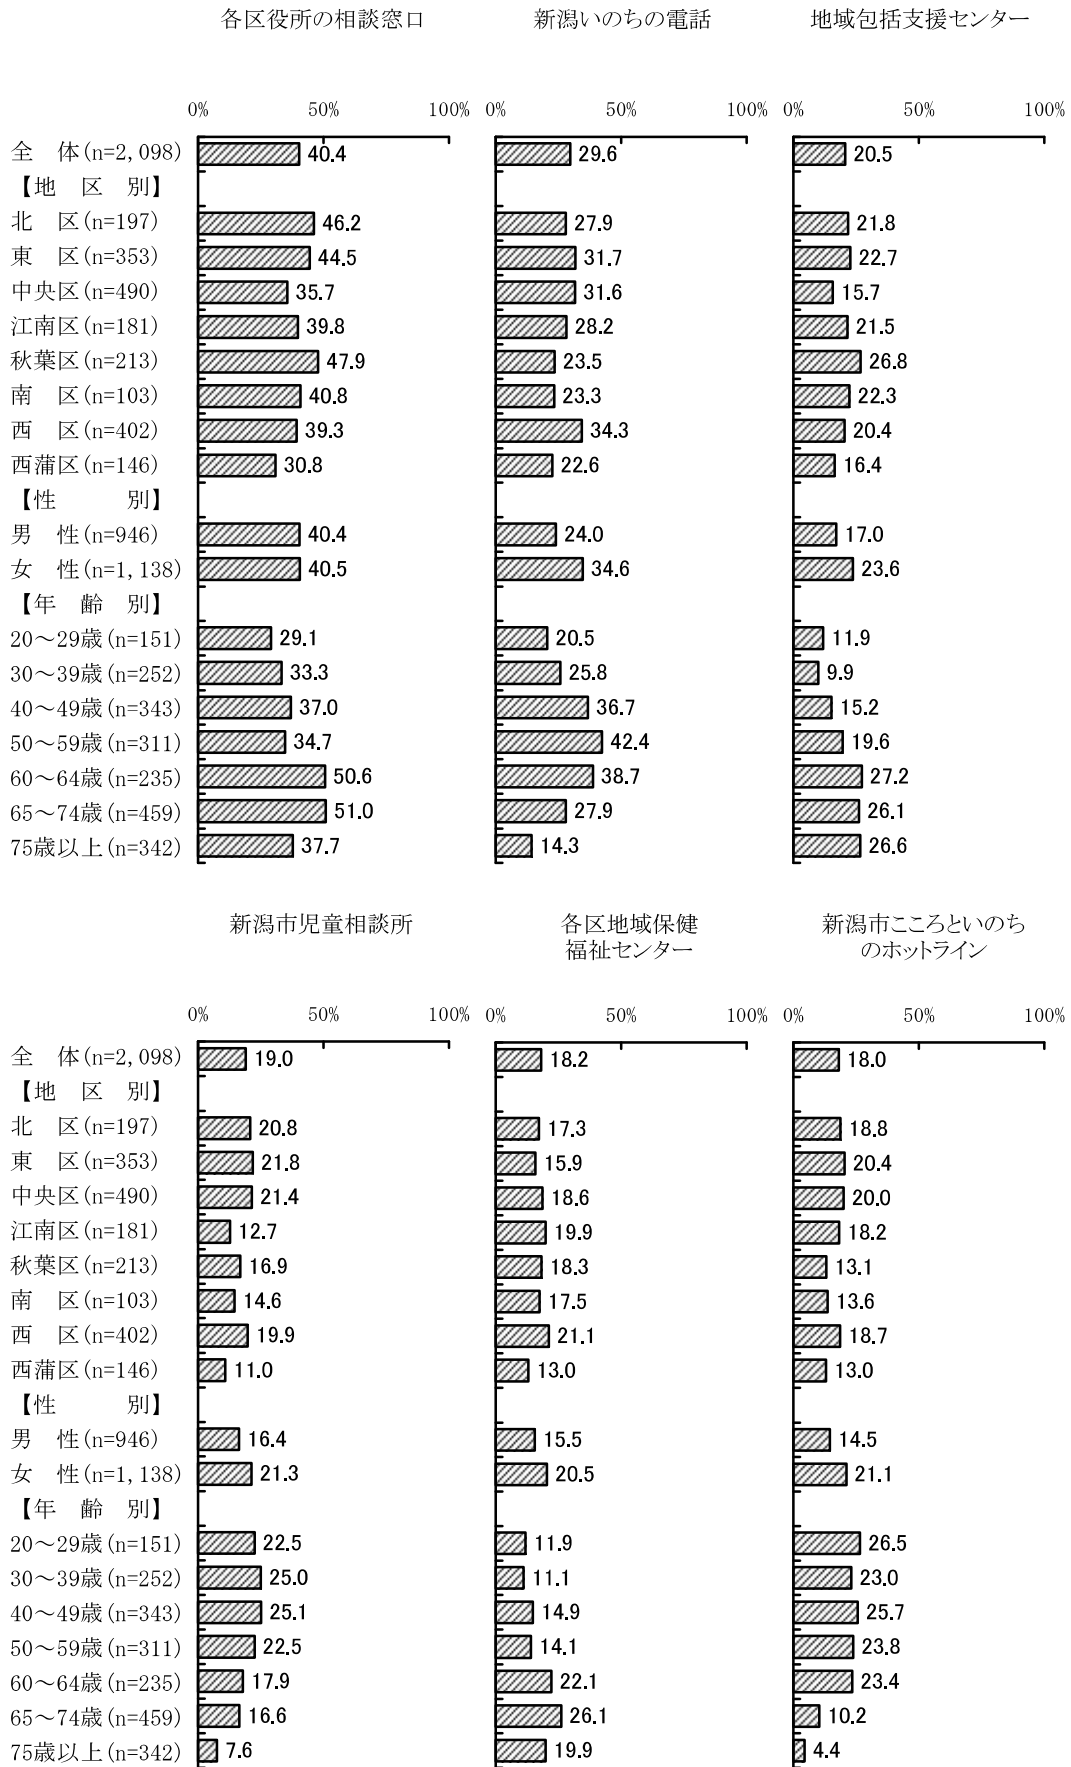 各区役所の相談窓口 新潟いのちの電話 地域包括支援センター
0% 50% 100% 0% 50% 100% 0% 50% 100%
全 体(n=2,098) 40.4 29.6 20.5
【地 区 別】
北 区(n=197) 46.2 27.9 21.8
東 区(n=353) 44.5 31.7 22.7
中央区(n=490) 35.7 31.6 15.7
江南区(n=181) 39.8 28.2 21.5
秋葉区(n=213) 47.9 23.5 26.8
南 区(n=103) 40.8 23.3 22.3
西 区(n=402) 39.3 34.3 20.4
西蒲区(n=146) 30.8 22.6 16.4
【性 別】
男 性(n=946) 40.4 24.0 17.0
女 性(n=1,138) 40.5 34.6 23.6
【年 齢 別】
20～29歳(n=151) 29.1 20.5 11.9
30～39歳(n=252) 33.3 25.8 9.9
40～49歳(n=343) 37.0 36.7 15.2
50～59歳(n=311) 34.7 42.4 19.6
60～64歳(n=235) 50.6 38.7 27.2
65～74歳(n=459) 51.0 27.9 26.1
75歳以上(n=342) 37.7 14.3 26.6
新潟市児童相談所 各区地域保健 新潟市こころといのち
福祉センター のホットライン
0% 50% 100% 0% 50% 100% 0% 50% 100%
全 体(n=2,098) 19.0 18.2 18.0
【地 区 別】
北 区(n=197) 20.8 17.3 18.8
東 区(n=353) 21.8 15.9 20.4
中央区(n=490) 21.4 18.6 20.0
江南区(n=181) 12.7 19.9 18.2
秋葉区(n=213) 16.9 18.3 13.1
南 区(n=103) 14.6 17.5 13.6
西 区(n=402) 19.9 21.1 18.7
西蒲区(n=146) 11.0 13.0 13.0
【性 別】
男 性(n=946) 16.4 15.5 14.5
女 性(n=1,138) 21.3 20.5 21.1
【年 齢 別】
20～29歳(n=151) 22.5 11.9 26.5
30～39歳(n=252) 25.0 11.1 23.0
40～49歳(n=343) 25.1 14.9 25.7
50～59歳(n=311) 22.5 14.1 23.8
60～64歳(n=235) 17.9 22.1 23.4
65～74歳(n=459) 16.6 26.1 10.2
75歳以上(n=342) 7.6 19.9 4.4